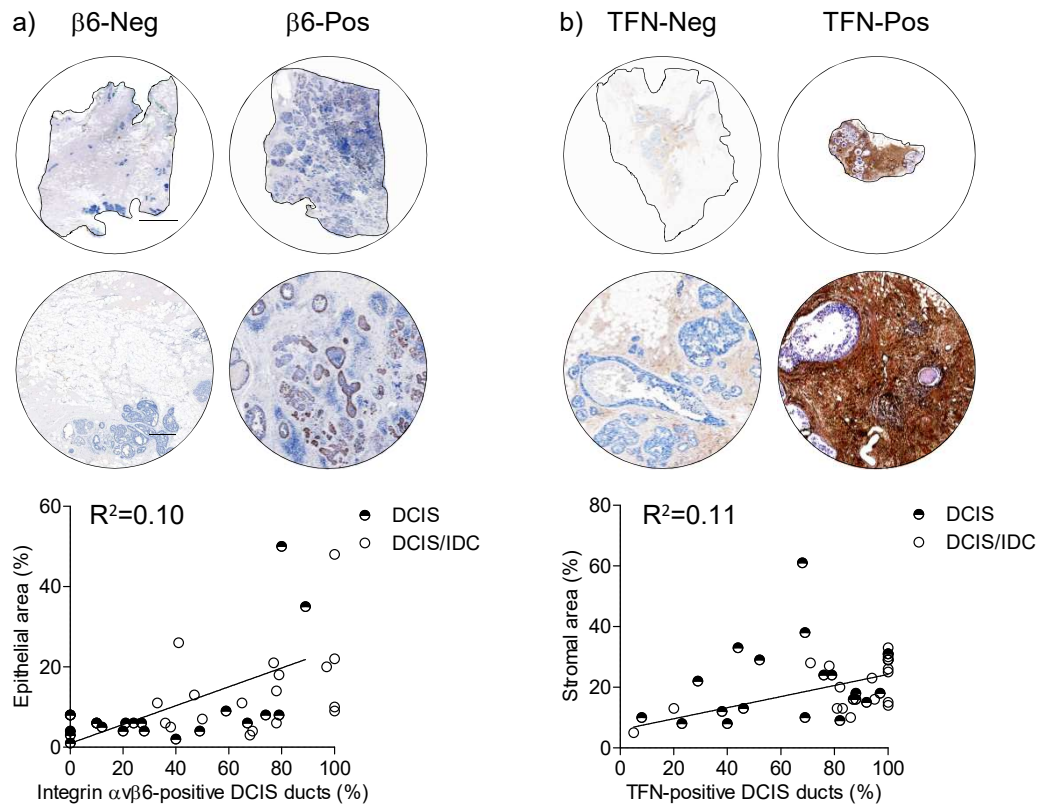 a) β6-Neg β6-Pos
b) TFN-Neg TFN-Pos
R²=0.10
DCIS
DCIS/IDC
Epithelial area (%)
60
40
20
0
0 20 40 60 80 100
Integrin αvβ6-positive DCIS ducts (%)
R²=0.11
DCIS
DCIS/IDC
Stromal area (%)
80
60
40
20
0
0 20 40 60 80 100
TFN-positive DCIS ducts (%)